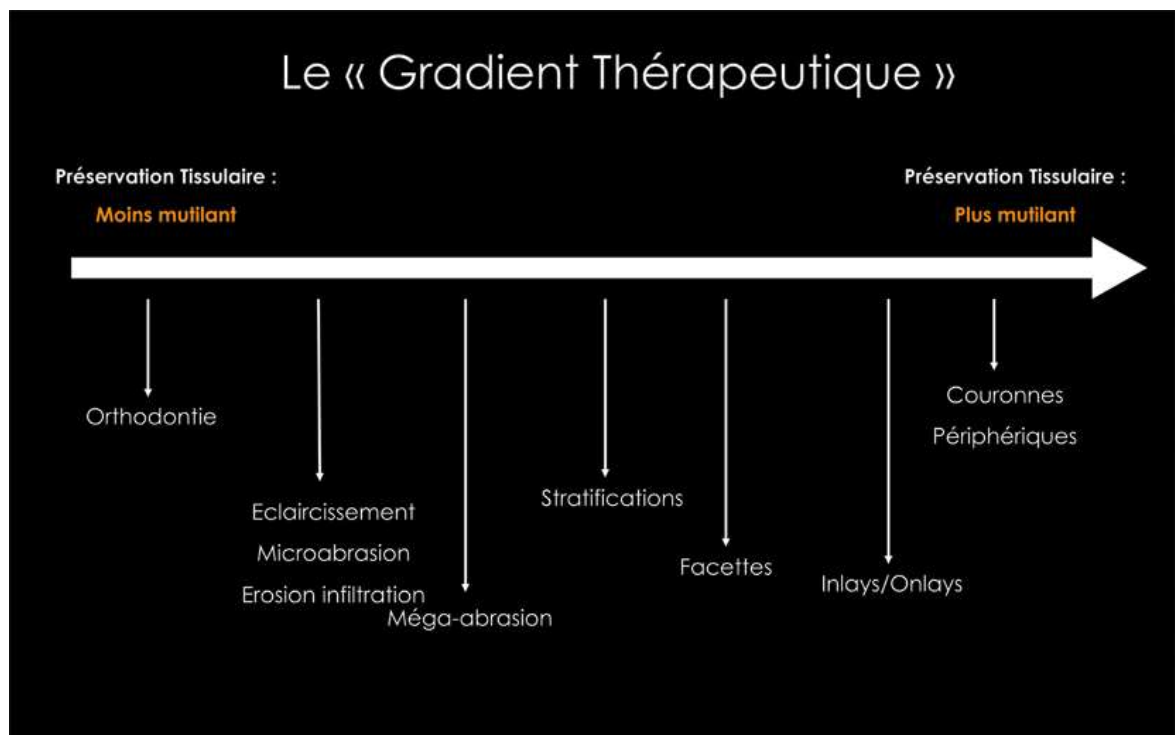 Le « Gradient Thérapeutique »
Préservation Tissulaire :
Moins mutilant
Préservation Tissulaire :
Plus mutilant
Orthodontie
Eclaircissement
Microabrasion
Erosion infiltration
Méga-abrasion
Stratifications
Facettes
Inlays/Onlays
Couronnes
Périphériques